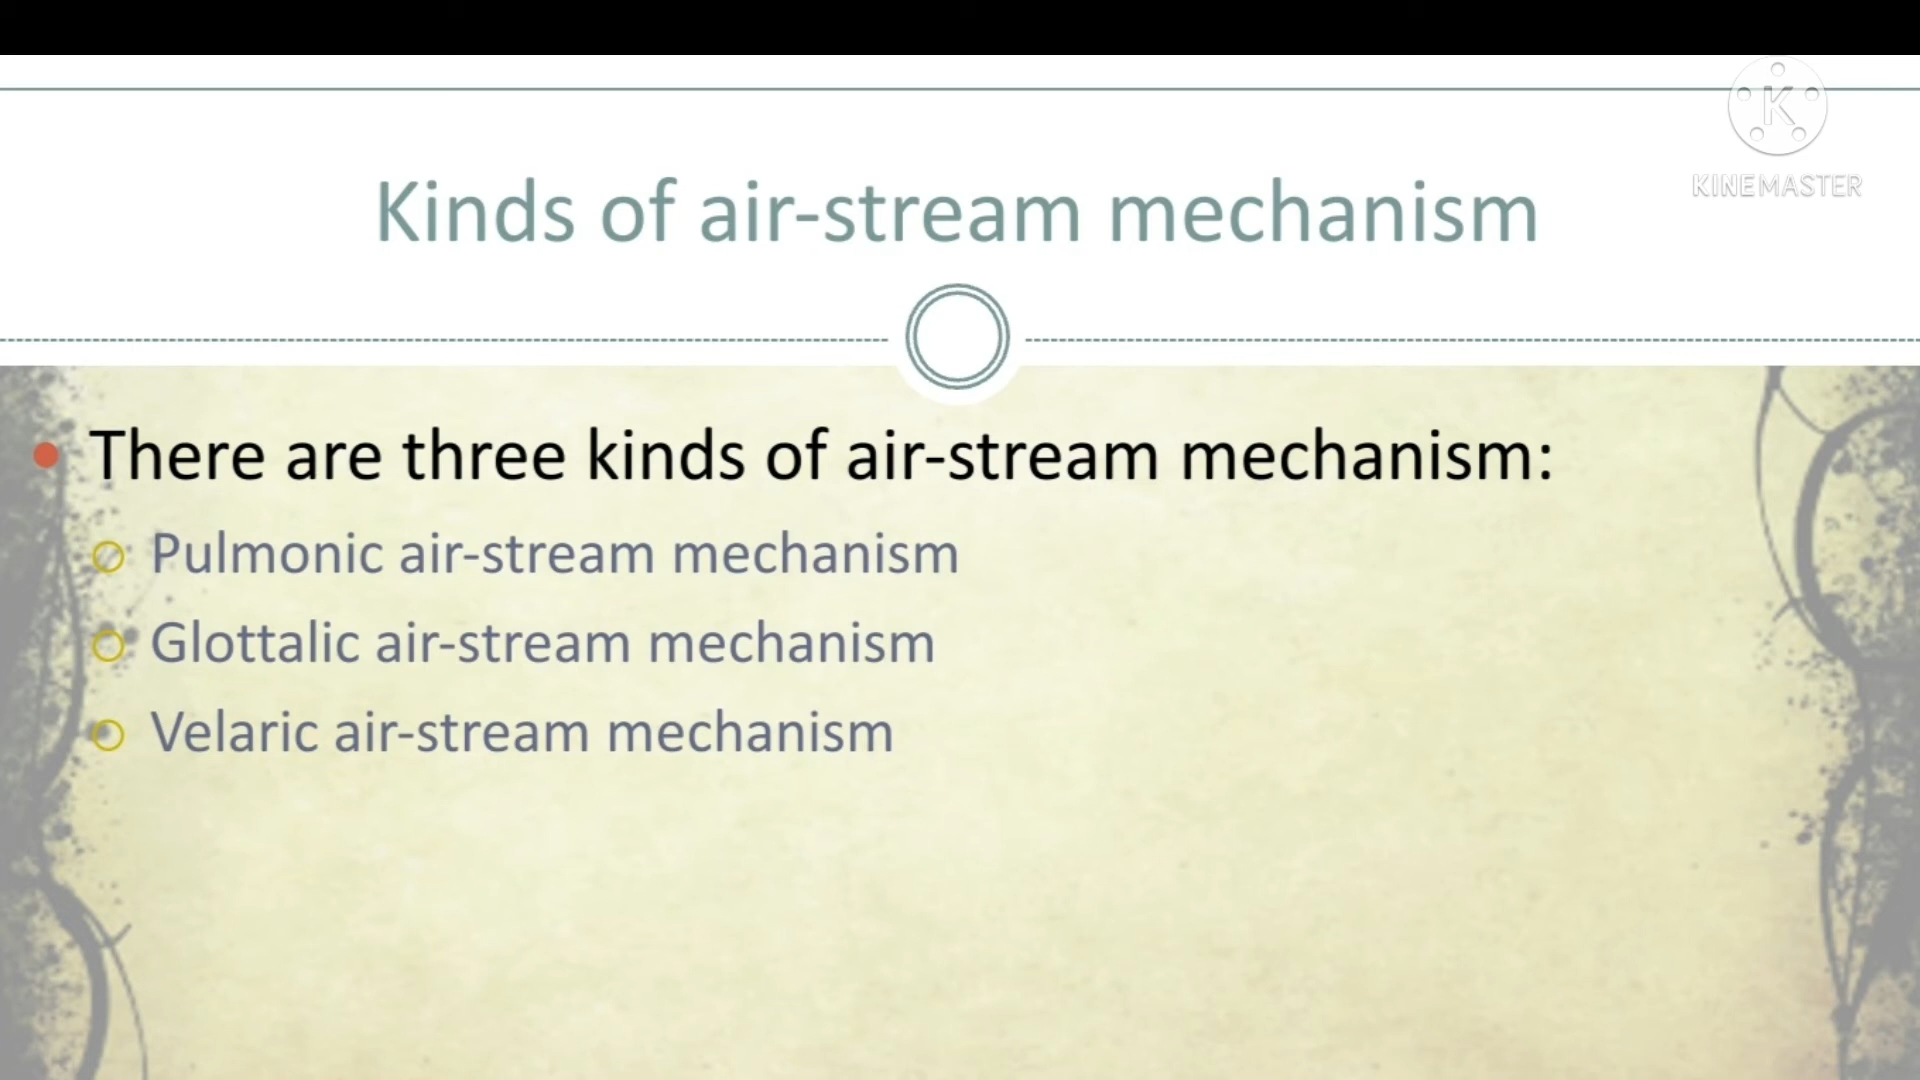 K
KINEMASTER
Kinds of air-stream mechanism
There are three kinds of air-stream mechanism:
Pulmonic air-stream mechanism
Glottalic air-stream mechanism
Velaric air-stream mechanism